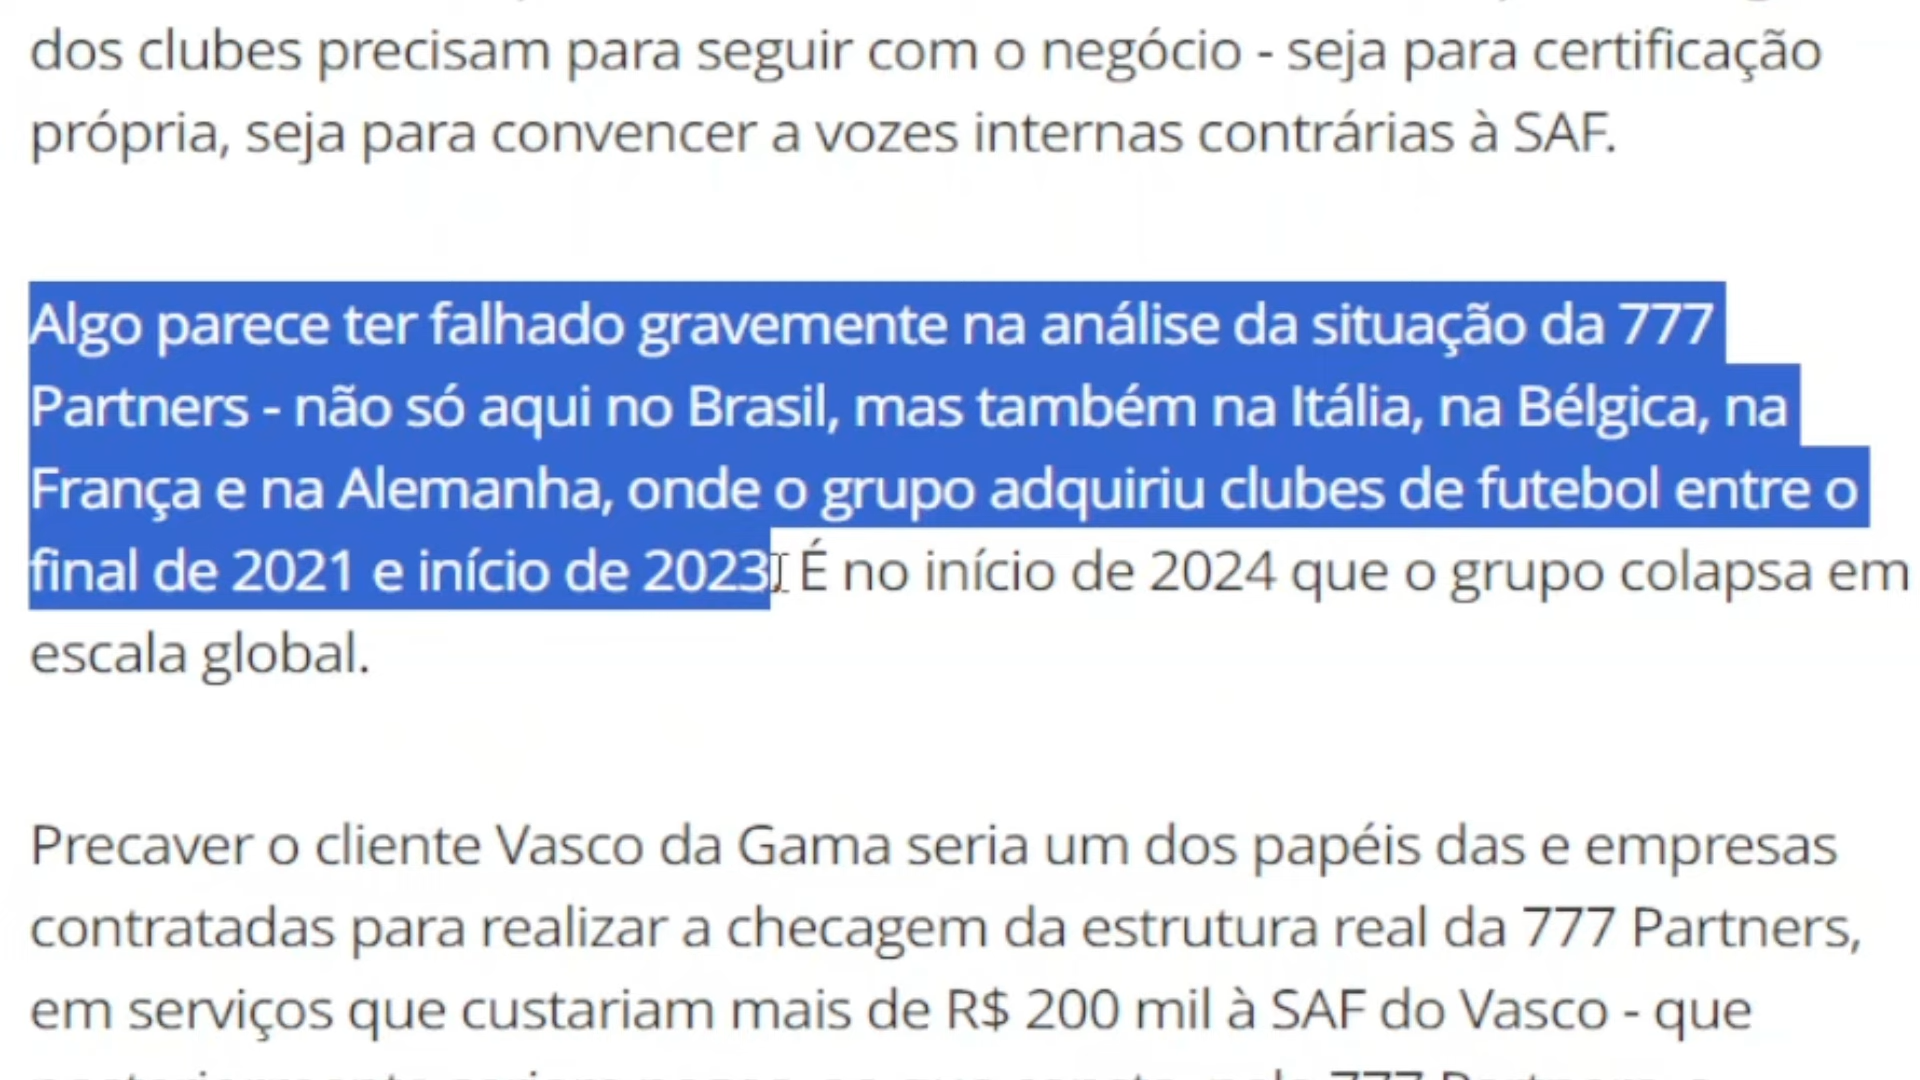 dos clubes precisam para seguir com o negócio - seja para certificação
própria, seja para convencer a vozes internas contrárias à SAF.
Algo parece ter falhado gravemente na análise da situação da 777
Partners - não só aqui no Brasil, mas também na Itália, na Bélgica, na
França e na Alemanha, onde o grupo adquiriu clubes de futebol entre o
final de 2021 e início de 2023. É no início de 2024 que o grupo colapsa em
escala global.
Precaver o cliente Vasco da Gama seria um dos papéis das e empresas
contratadas para realizar a checagem da estrutura real da 777 Partners,
em serviços que custariam mais de R$ 200 mil à SAF do Vasco - que